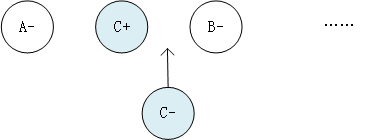 A- C+ B- ......
C-